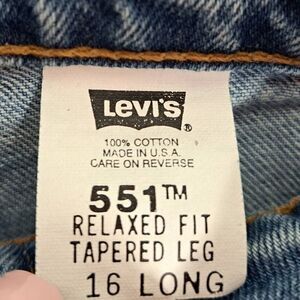 LEVI'S ®
100% COTTON
MADE IN U.S.A.
CARE ON REVERSE
551™
RELAXED FIT
TAPERED LEG
16 LONG